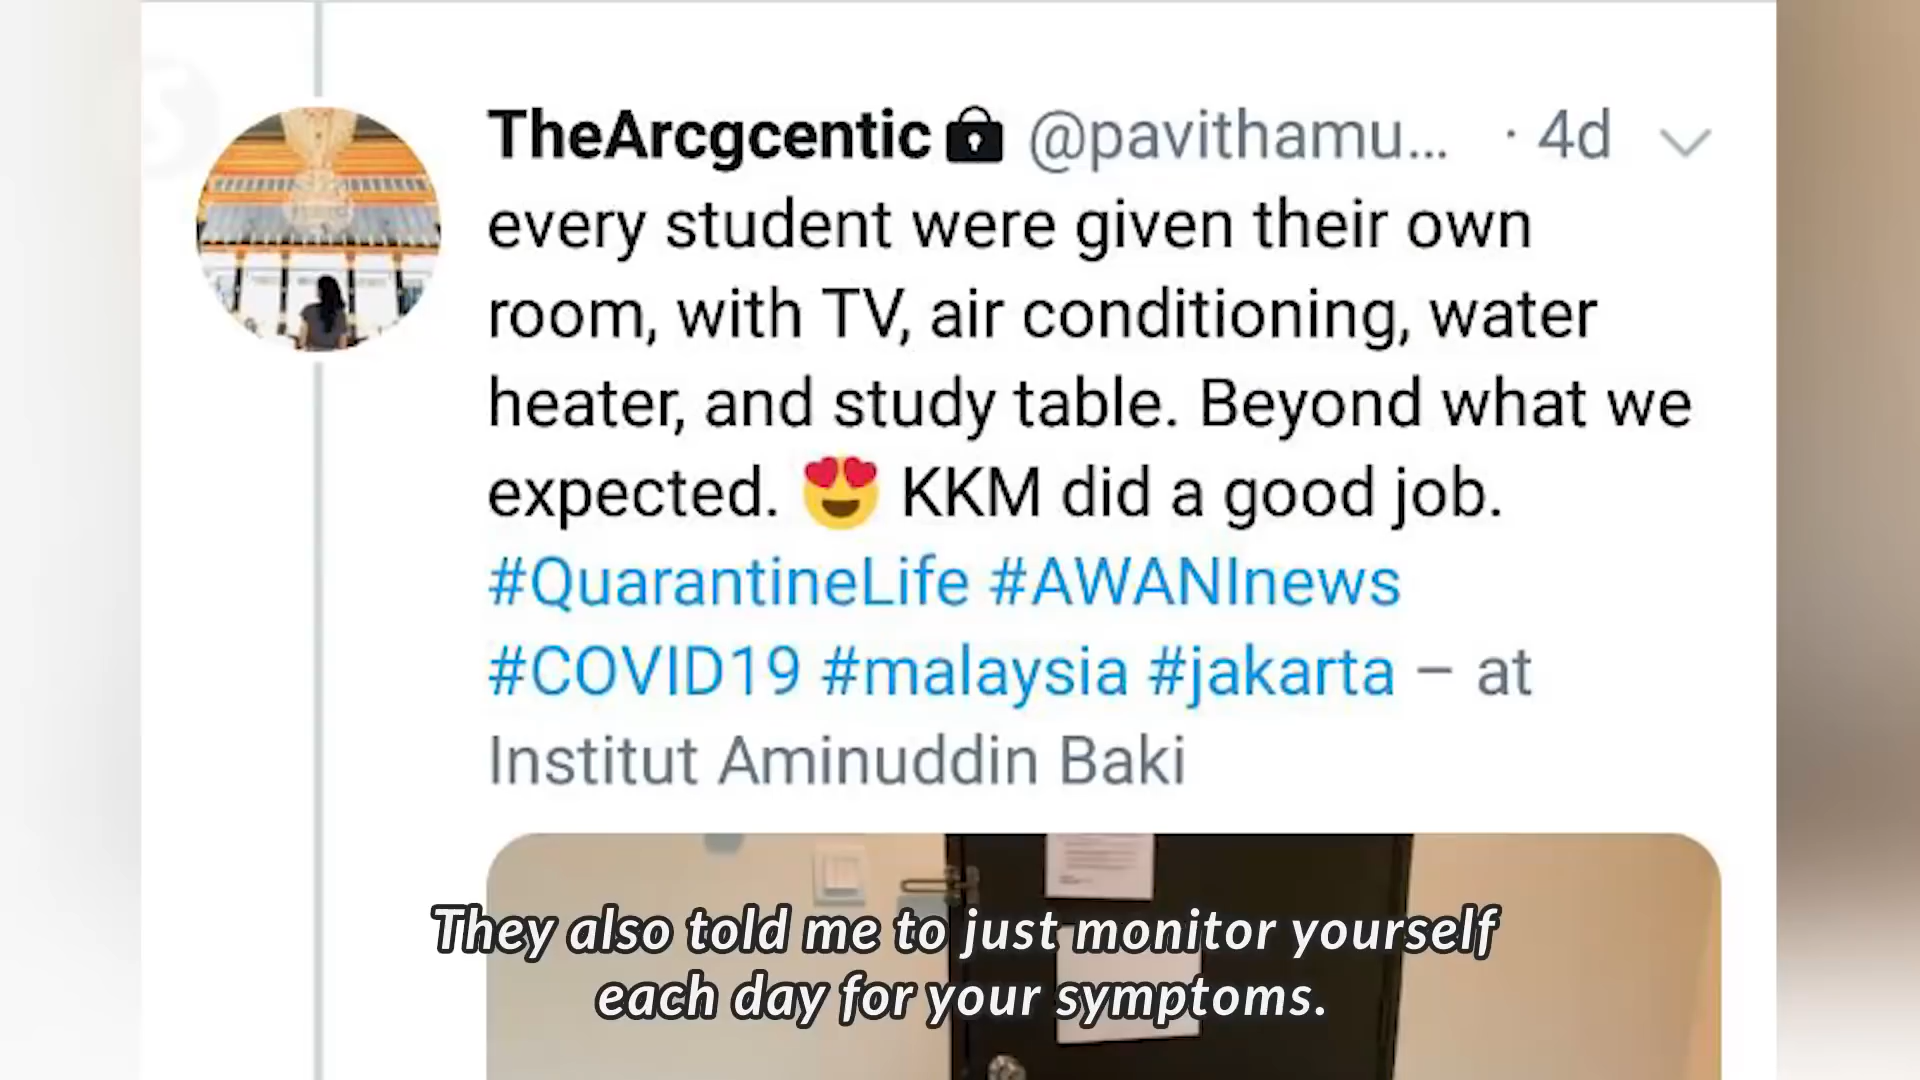 TheArcgcentic @pavithamu... · 4d
every student were given their own
room, with TV, air conditioning, water
heater, and study table. Beyond what we
expected. 😍 KKM did a good job.
#QuarantineLife #AWANInews
#COVID19 #malaysia #jakarta – at
Institut Aminuddin Baki
They also told me to just monitor yourself
each day for your symptoms.